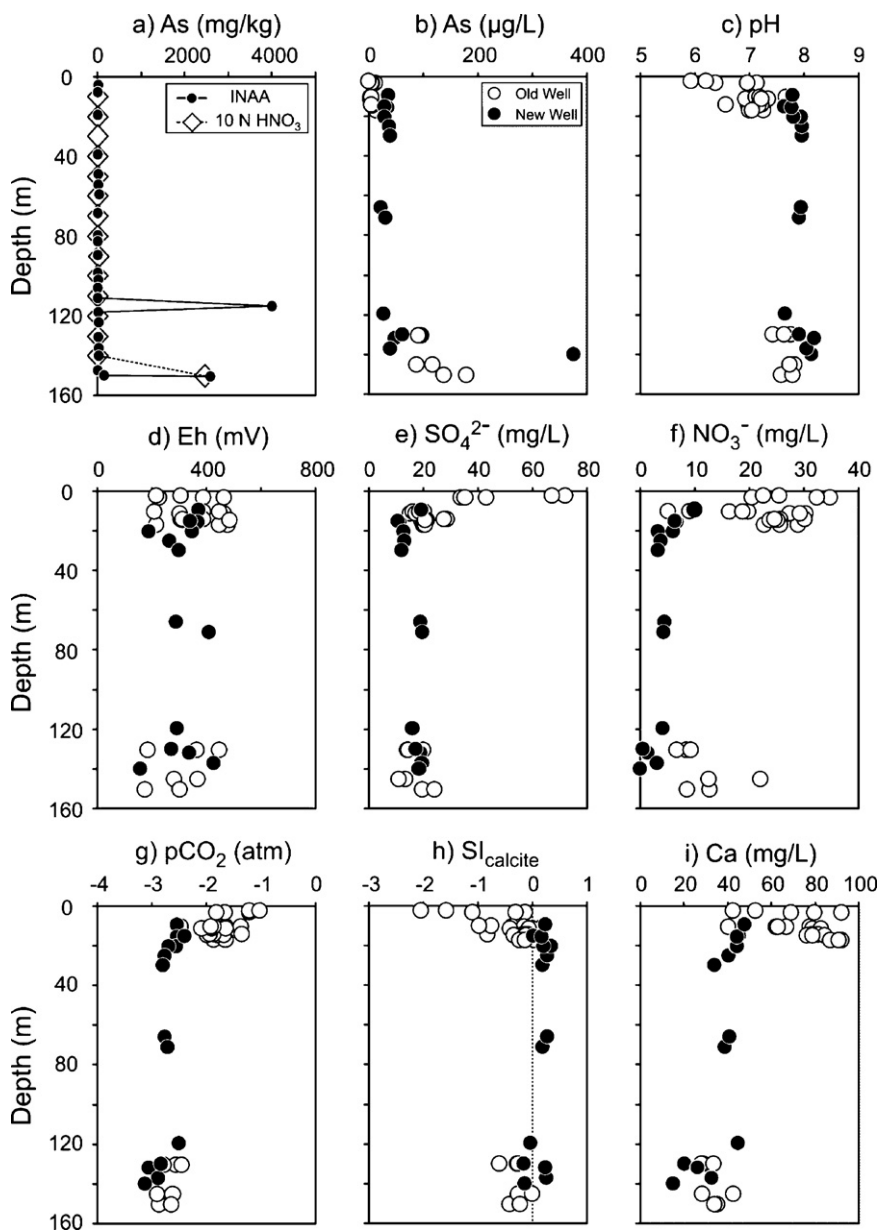 a) As (mg/kg)
b) As (µg/L)
c) pH
0 2000 4000
0 200 400
5 6 7 8 9
INAA
10 N HNO₃
Old Well
New Well
Depth (m)
0
40
80
120
160
d) Eh (mV)
e) SO₄²⁻ (mg/L)
f) NO₃⁻ (mg/L)
0 400 800
0 20 40 60 80
0 10 20 30 40
Depth (m)
0
40
80
120
160
g) pCO₂ (atm)
h) SI calcite
i) Ca (mg/L)
-4 -3 -2 -1 0
-3 -2 -1 0 1
0 20 40 60 80 100
Depth (m)
0
40
80
120
160